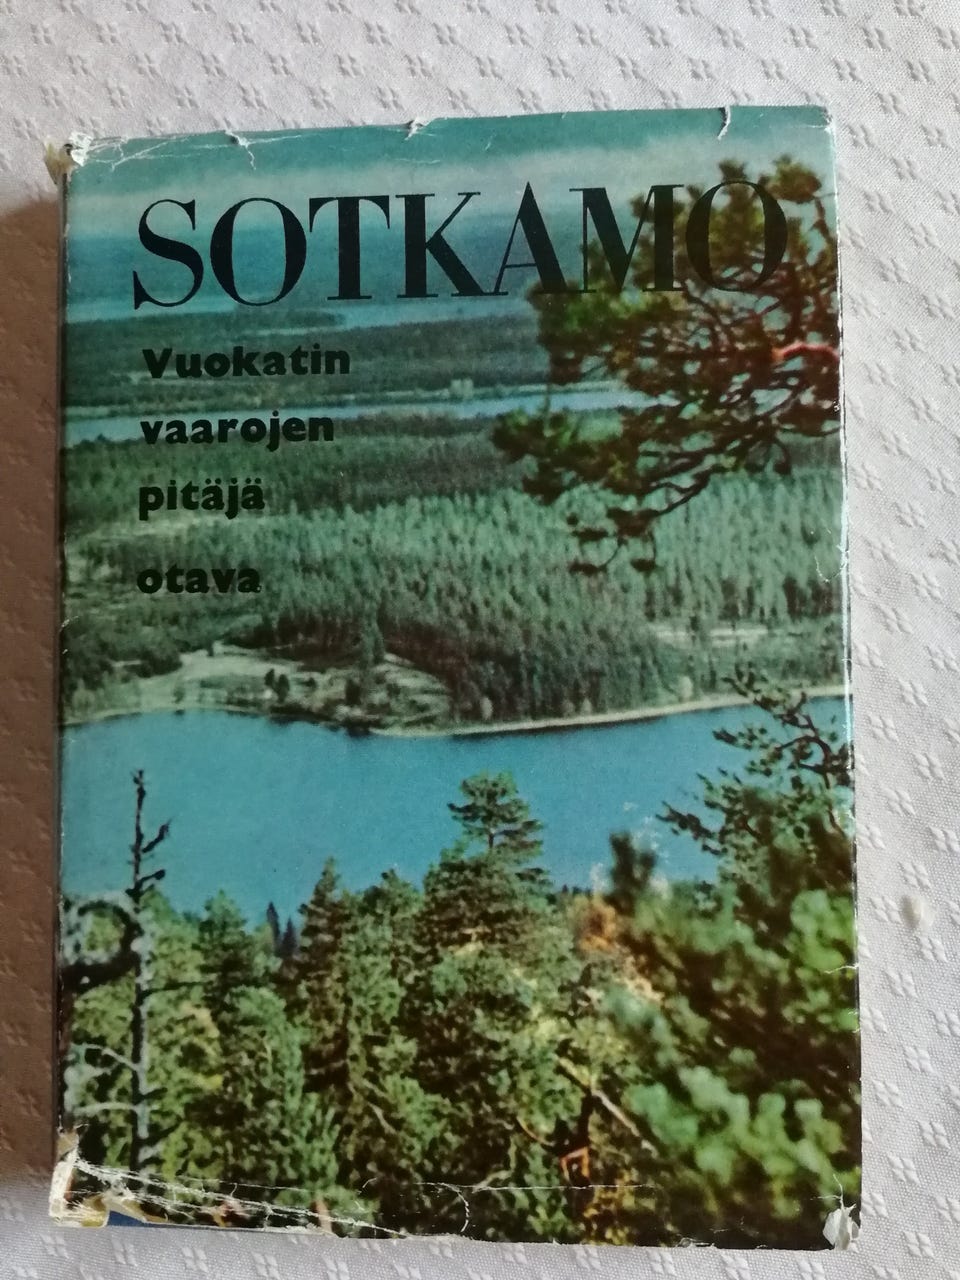 SOTKAMO
Vuokatin
vaarojen
pitäjä
otava